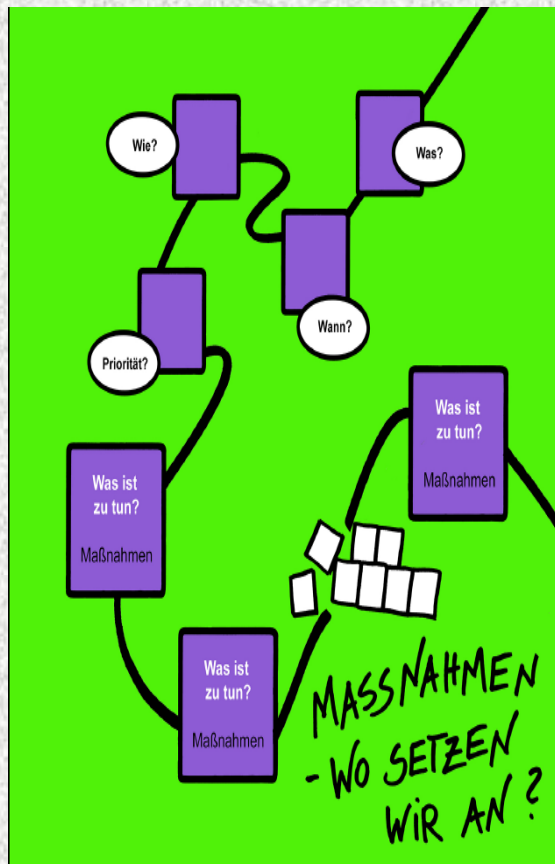 Wie?
Was?
Wann?
Priorität?
Was ist
zu tun?
Maßnahmen
Was ist
zu tun?
Maßnahmen
Was ist
zu tun?
Maßnahmen
MASSNAHMEN
- WO SETZEN
WIR AN?